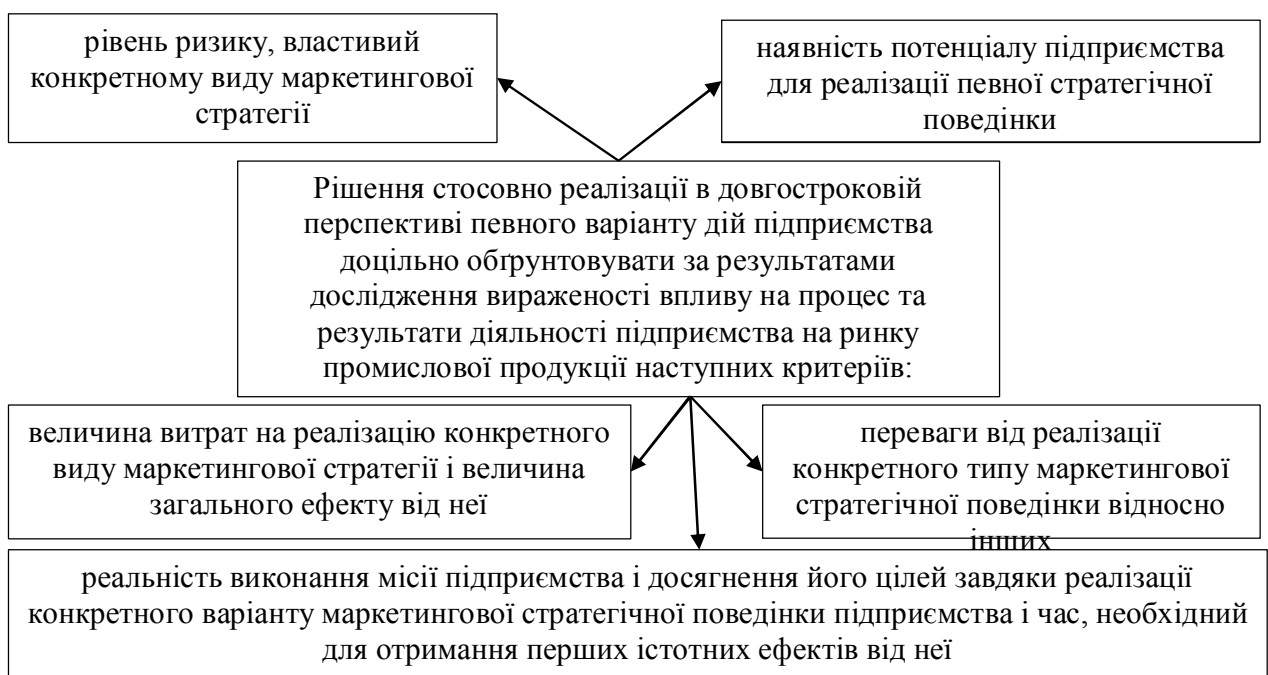 рівень ризику, властивий
конкретному виду маркетингової
стратегії
наявність потенціалу підприємства
для реалізації певної стратегічної
поведінки
Рішення стосовно реалізації в довгостроковій
перспективі певного варіанту дій підприємства
доцільно обґрунтовувати за результатами
дослідження вираженості впливу на процес та
результати діяльності підприємства на ринку
промислової продукції наступних критеріїв:
величина витрат на реалізацію конкретного
виду маркетингової стратегії і величина
загального ефекту від неї
переваги від реалізації
конкретного типу маркетингової
стратегічної поведінки відносно
інших
реальність виконання місії підприємства і досягнення його цілей завдяки реалізації
конкретного варіанту маркетингової стратегічної поведінки підприємства і час, необхідний
для отримання перших істотних ефектів від неї